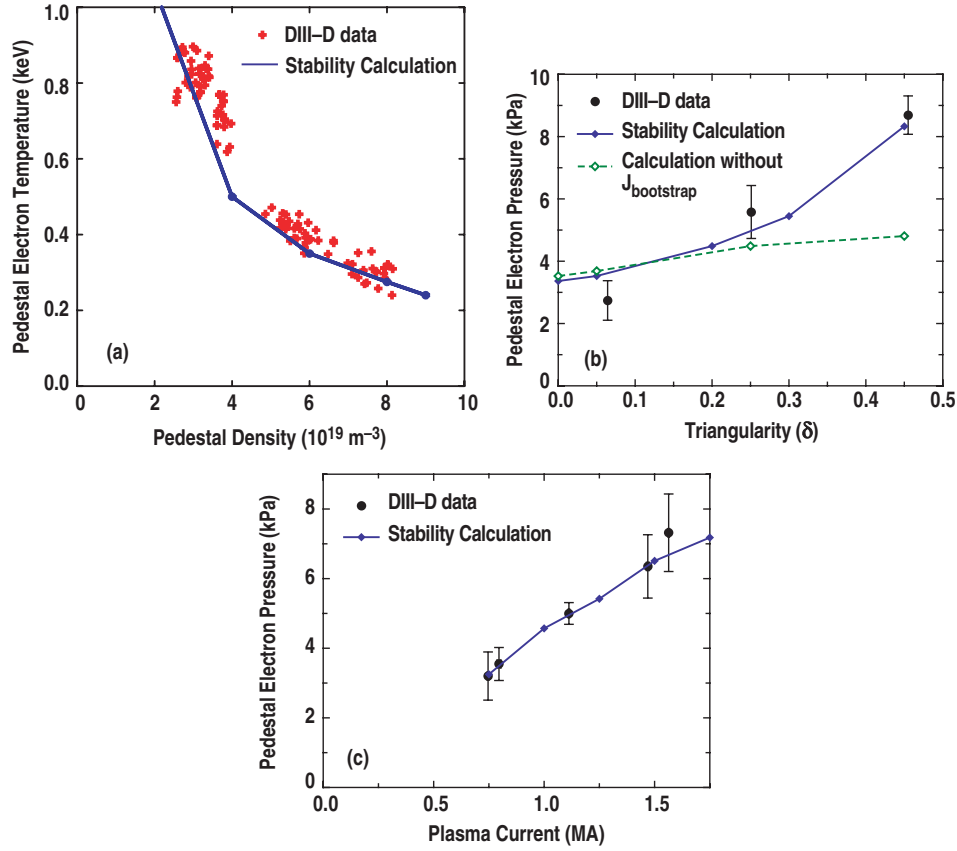 Pedestal Electron Temperature (keV)
1.0
0.8
0.6
0.4
0.2
0.0
DIII–D data
Stability Calculation
(a)
0
2
4
6
8
10
Pedestal Density (10¹⁹ m⁻³)
Pedestal Electron Pressure (kPa)
10
8
6
4
2
0
DIII–D data
Stability Calculation
Calculation without
J_bootstrap
(b)
0.0
0.1
0.2
0.3
0.4
0.5
Triangularity (δ)
Pedestal Electron Pressure (kPa)
8
6
4
2
0
DIII–D data
Stability Calculation
(c)
0.0
0.5
1.0
1.5
Plasma Current (MA)